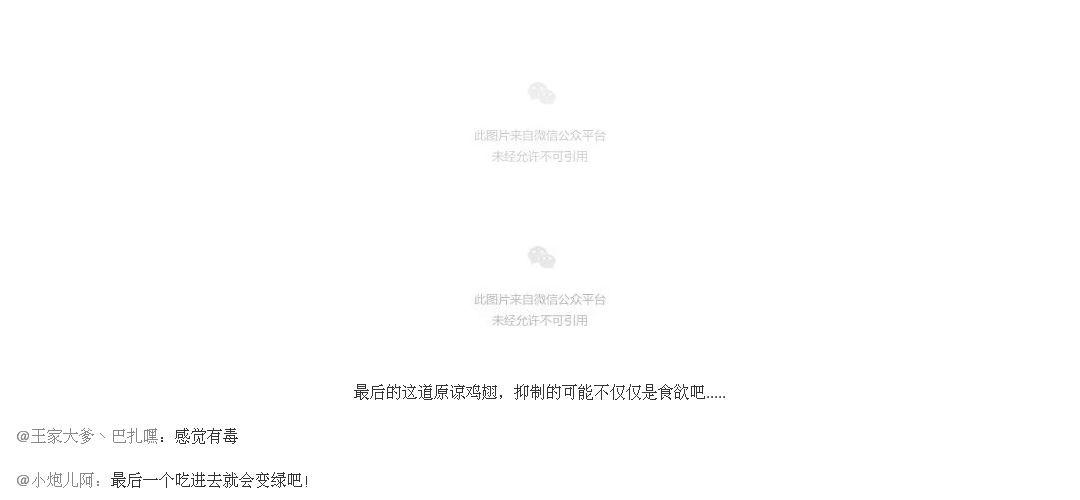 此图片来自微信公众平台
未经允许不可引用
此图片来自微信公众平台
未经允许不可引用
最后的这道原谅鸡翅，抑制的可能不仅仅是食欲吧.....
@王家大爹丶巴扎嘿：感觉有毒
@小炮儿阿：最后一个吃进去就会变绿吧！